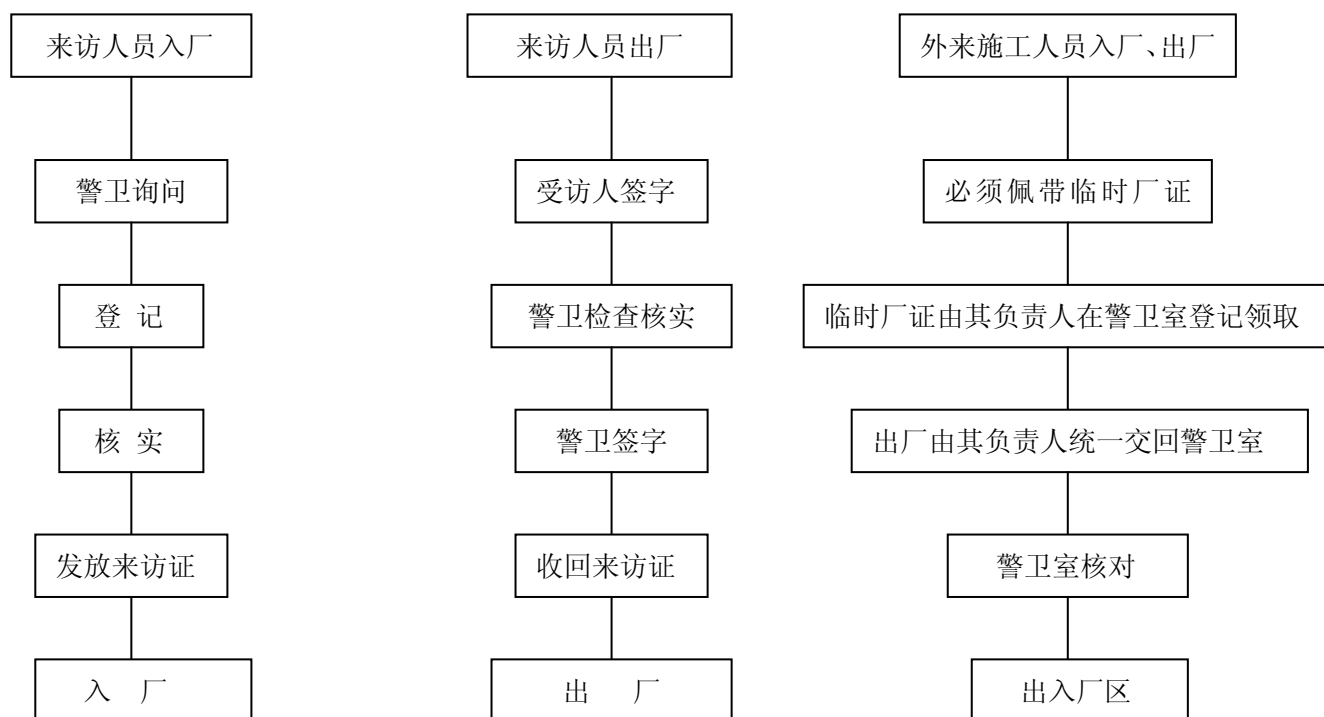 来访人员入厂
警卫询问
登 记
核 实
发放来访证
入 厂
来访人员出厂
受访人签字
警卫检查核实
警卫签字
收回来访证
出 厂
外来施工人员入厂、出厂
必须佩带临时厂证
临时厂证由其负责人在警卫室登记领取
出厂由其负责人统一交回警卫室
警卫室核对
出入厂区